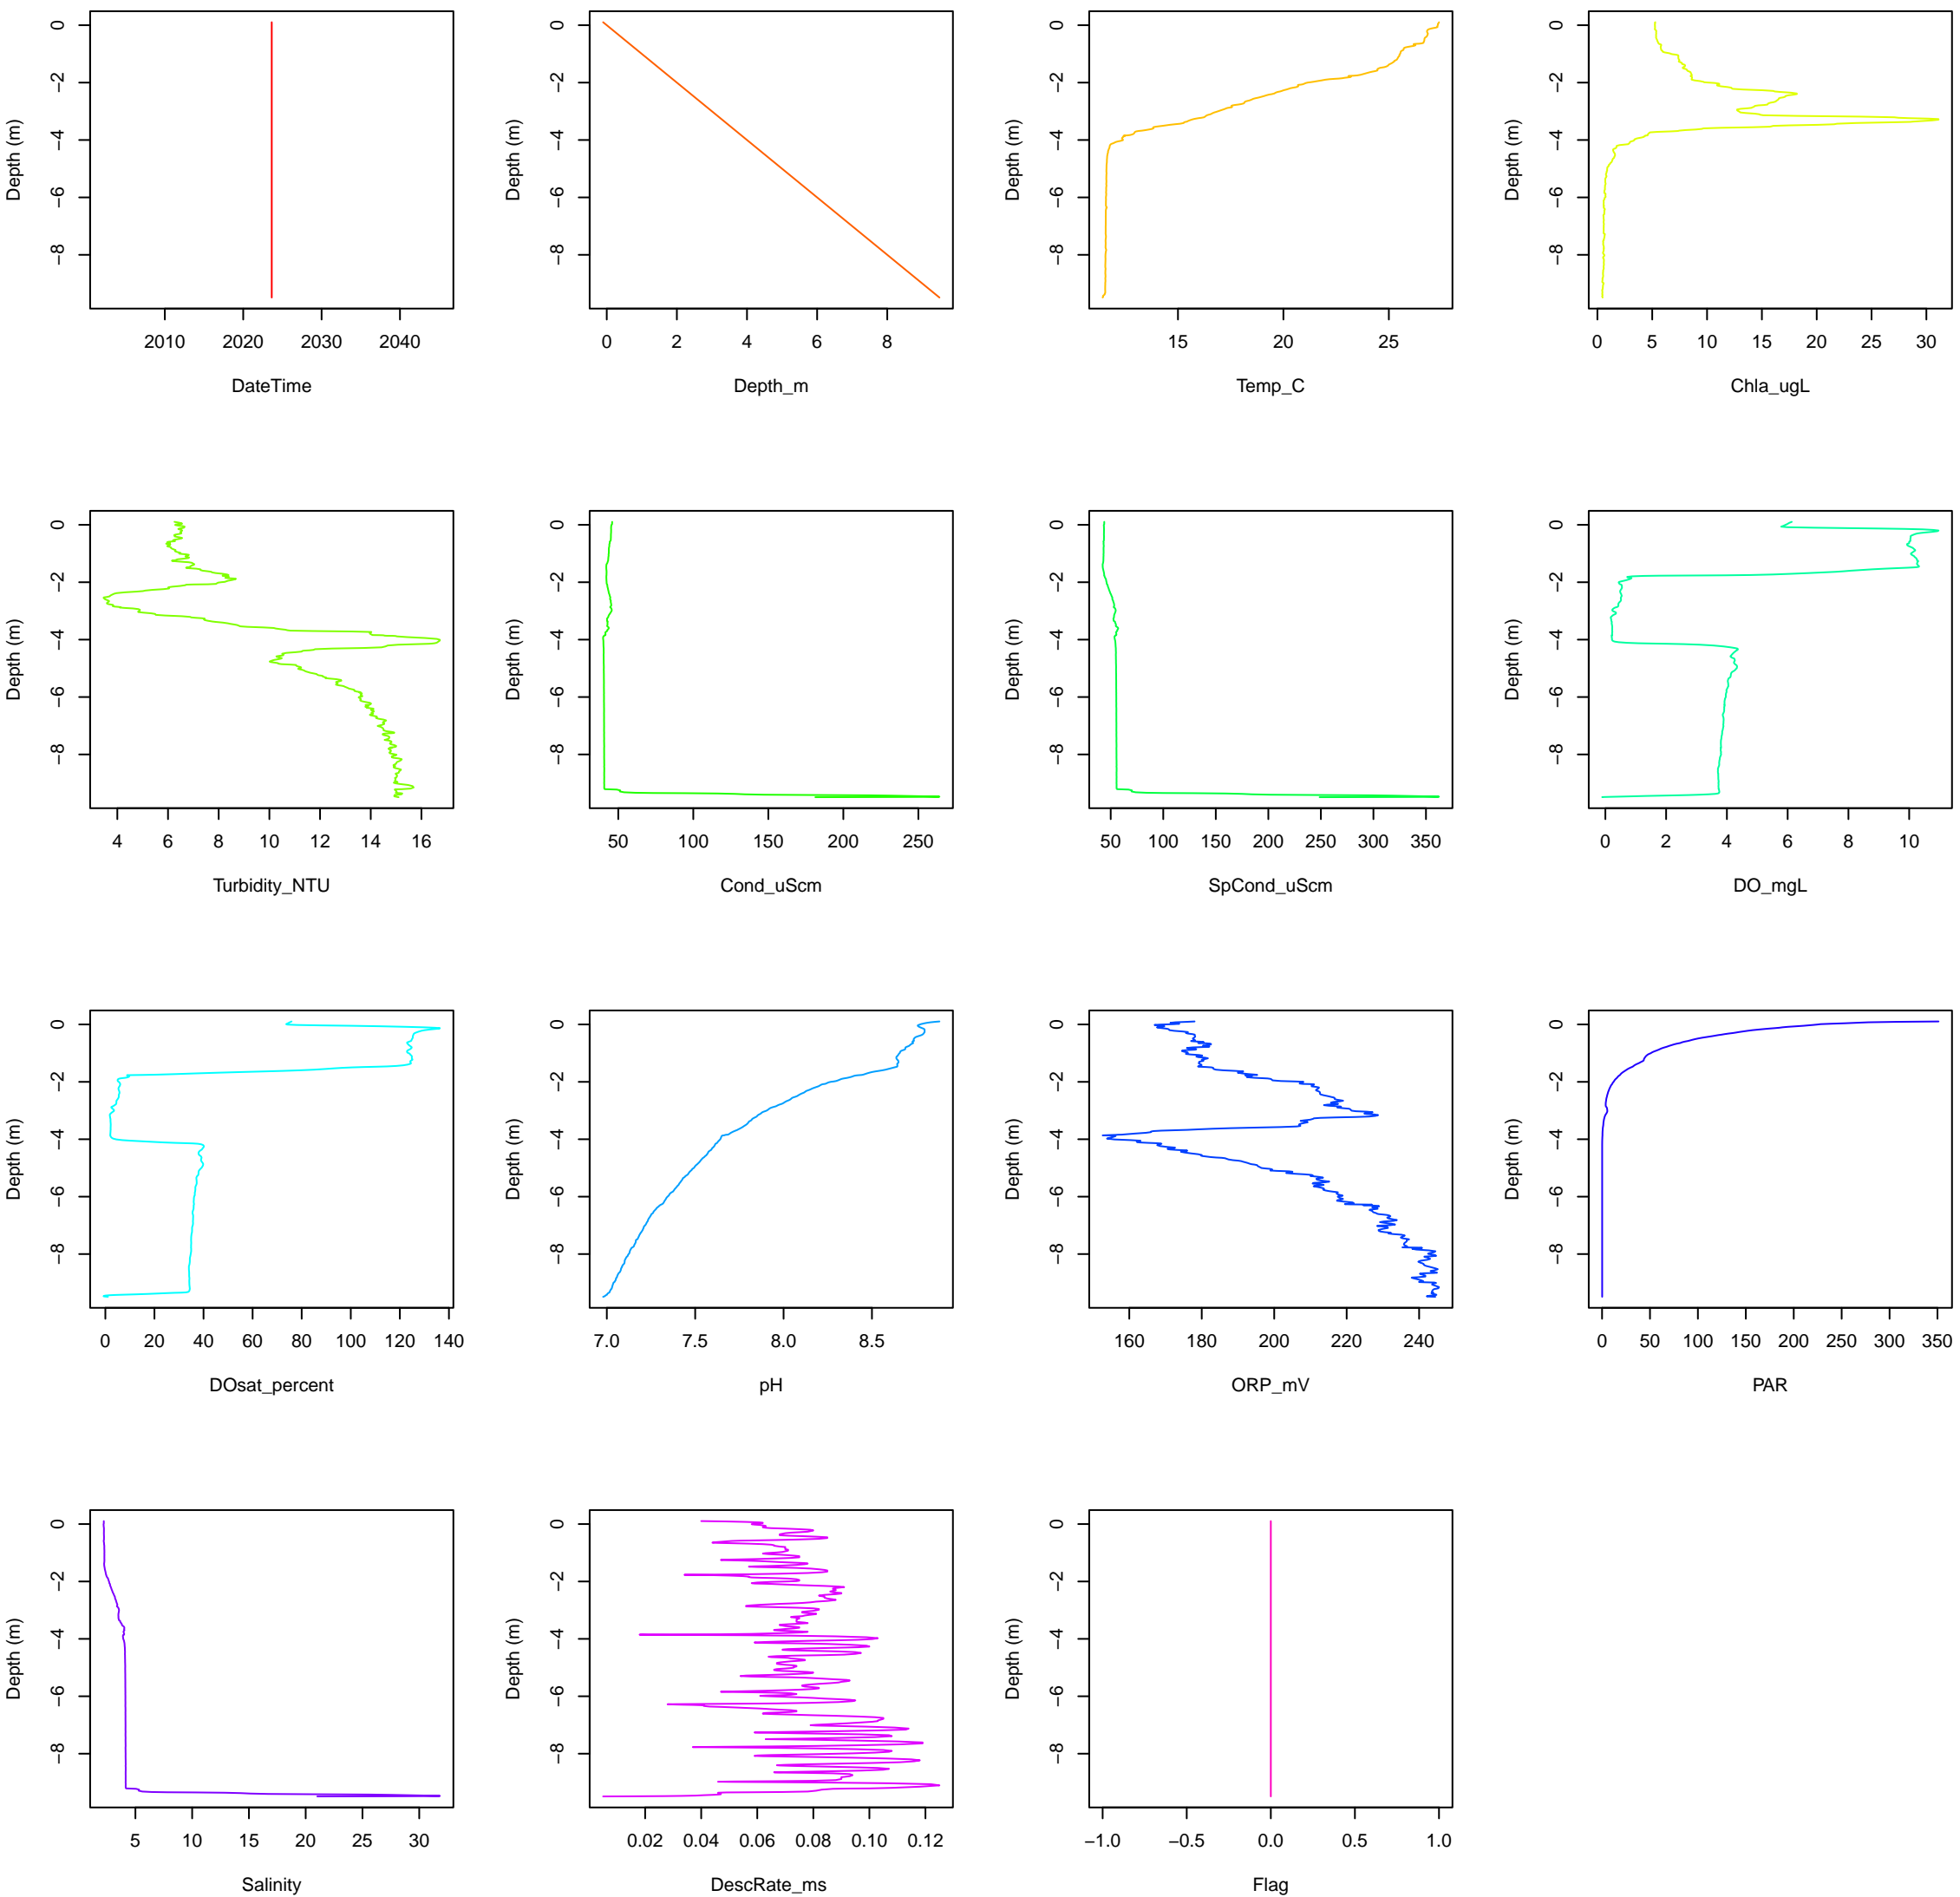 0 −2 −4 −6 −8
Depth (m)
2010 2020 2030 2040
DateTime
0 −2 −4 −6 −8
Depth (m)
0 2 4 6 8
Depth_m
0 −2 −4 −6 −8
Depth (m)
15 20 25
Temp_C
0 −2 −4 −6 −8
Depth (m)
0 5 10 15 20 25 30
Chla_ugL
0 −2 −4 −6 −8
Depth (m)
4 6 8 10 12 14 16
Turbidity_NTU
0 −2 −4 −6 −8
Depth (m)
50 100 150 200 250
Cond_uScm
0 −2 −4 −6 −8
Depth (m)
50 100 150 200 250 300 350
SpCond_uScm
0 −2 −4 −6 −8
Depth (m)
0 2 4 6 8 10
DO_mgL
0 −2 −4 −6 −8
Depth (m)
0 20 40 60 80 100 120 140
DOsat_percent
0 −2 −4 −6 −8
Depth (m)
7.0 7.5 8.0 8.5
pH
0 −2 −4 −6 −8
Depth (m)
160 180 200 220 240
ORP_mV
0 −2 −4 −6 −8
Depth (m)
0 50 100 150 200 250 300 350
PAR
0 −2 −4 −6 −8
Depth (m)
5 10 15 20 25 30
Salinity
0 −2 −4 −6 −8
Depth (m)
0.02 0.04 0.06 0.08 0.10 0.12
DescRate_ms
0 −2 −4 −6 −8
Depth (m)
−1.0 −0.5 0.0 0.5 1.0
Flag